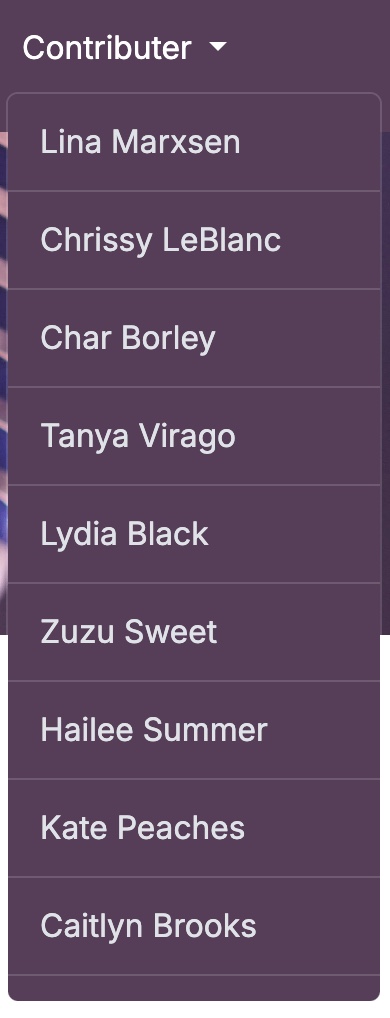 Contributer
Lina Marxsen
Chrissy LeBlanc
Char Borley
Tanya Virago
Lydia Black
Zuzu Sweet
Hailee Summer
Kate Peaches
Caitlyn Brooks